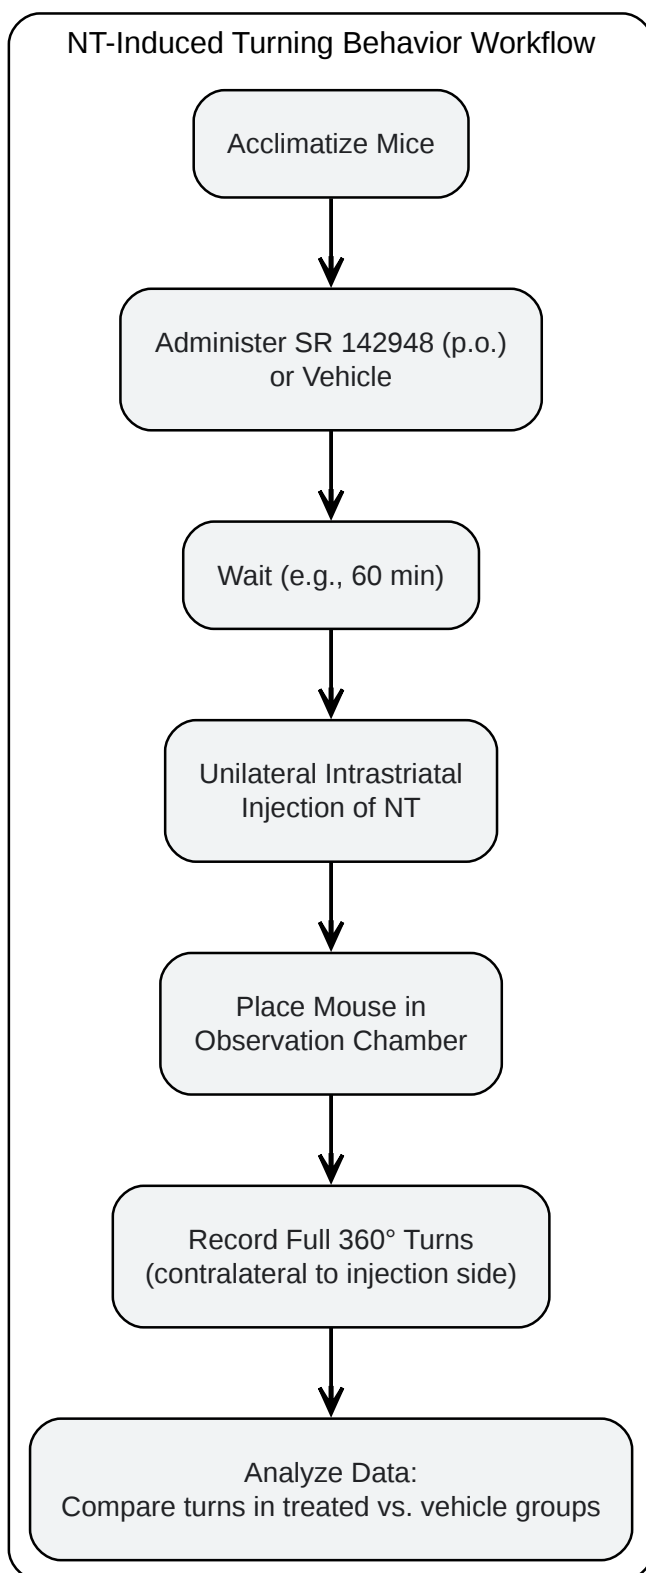 NT-Induced Turning Behavior Workflow
Acclimatize Mice
Administer SR 142948 (p.o.)
or Vehicle
Wait (e.g., 60 min)
Unilateral Intrastriatal
Injection of NT
Place Mouse in
Observation Chamber
Record Full 360° Turns
(contralateral to injection side)
Analyze Data:
Compare turns in treated vs. vehicle groups